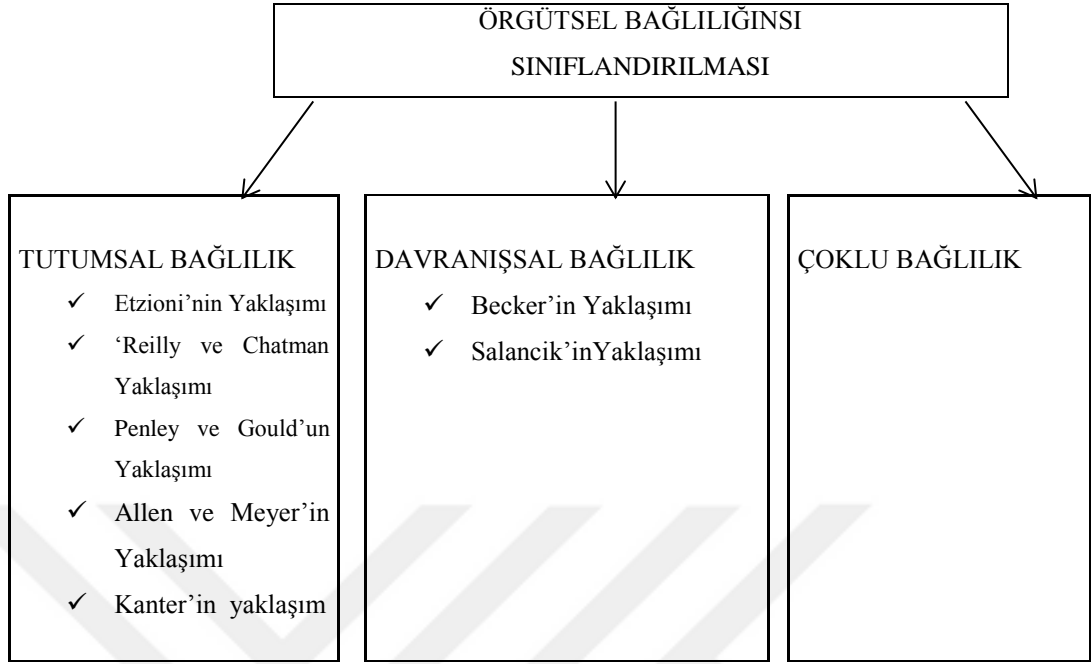 ÖRGÜTSEL BAĞLILIĞINSI
SINIFLANDIRILMASI
TUTUMSAL BAĞLILIK
✓ Etzioni’nin Yaklaşımı
✓ ‘Reilly ve Chatman
Yaklaşımı
✓ Penley ve Gould’un
Yaklaşımı
✓ Allen ve Meyer’in
Yaklaşımı
✓ Kanter’in yaklaşım
DAVRANIŞSAL BAĞLILIK
✓ Becker’in Yaklaşımı
✓ Salancik’inYaklaşımı
ÇOKLU BAĞLILIK